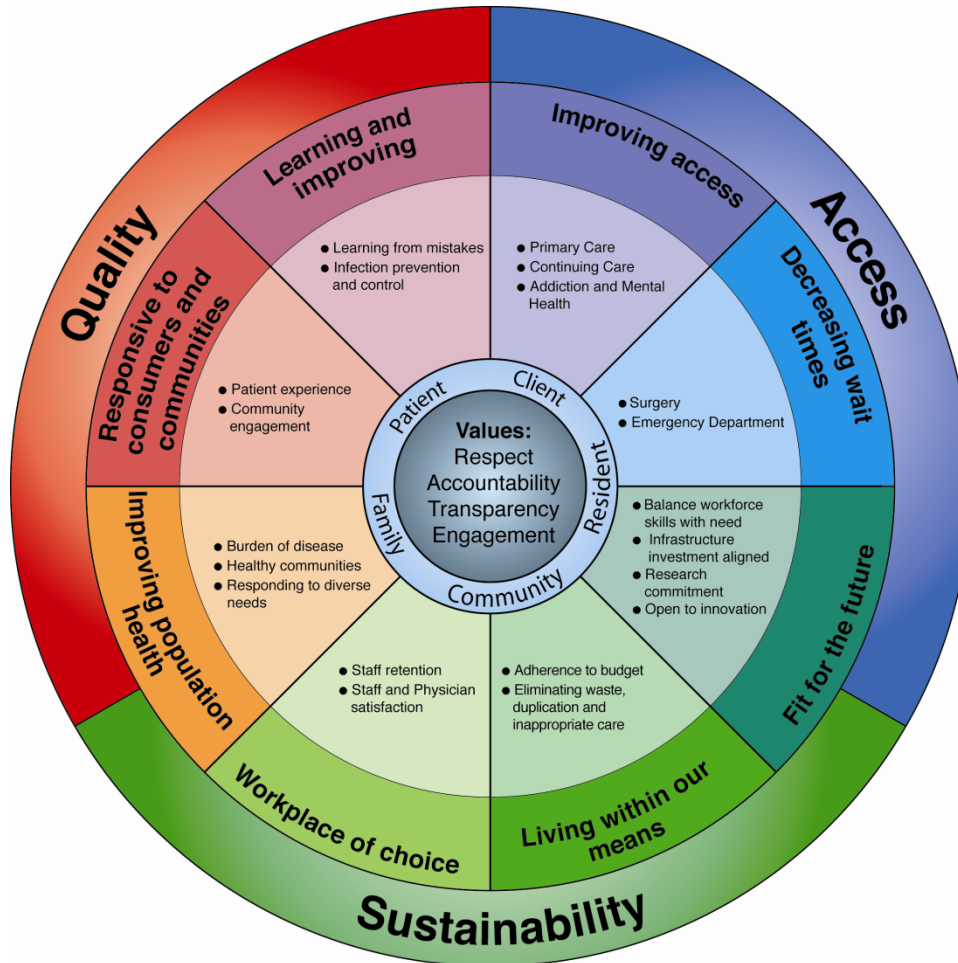 Quality
Access
Sustainability
Learning and
improving
● Learning from mistakes
● Infection prevention
and control
Improving access
● Primary Care
● Continuing Care
● Addiction and Mental
Health
Decreasing wait
times
● Surgery
● Emergency Department
Fit for the future
● Balance workforce
skills with need
● Infrastructure
investment aligned
● Research
commitment
● Open to innovation
Living within our
means
● Adherence to budget
● Eliminating waste,
duplication and
inappropriate care
Workplace of choice
● Staff retention
● Staff and Physician
satisfaction
Improving population
health
● Burden of disease
● Healthy communities
● Responding to diverse
needs
Responsive to
consumers and
communities
● Patient experience
● Community
engagement
Patient
Client
Resident
Community
Family
Values:
Respect
Accountability
Transparency
Engagement